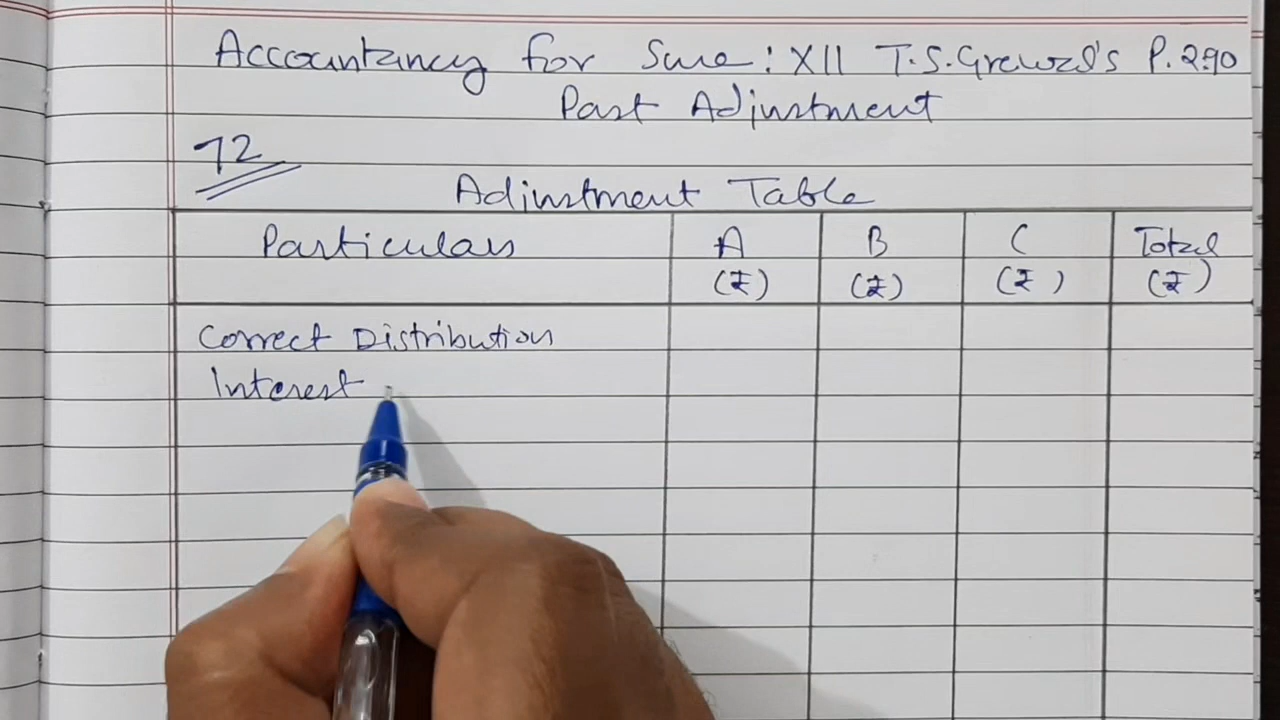 Accountancy for Sure: XII T.S.Grewal's P. 2.90
Past Adjustment
72
Adjustment Table
Particulars A B C Total
(₹) (₹) (₹) (₹)
Correct Distribution
Interest